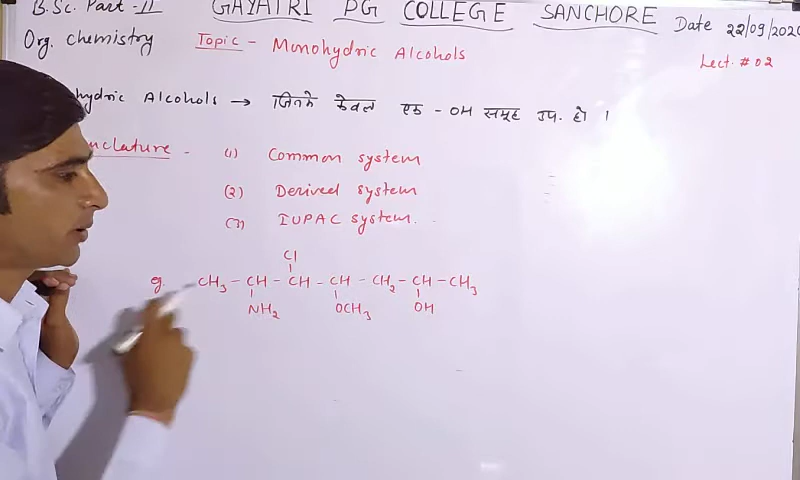 B.Sc. Part-II GAYATRI PG COLLEGE SANCHORE Date 22/09/2020
Org. Chemistry Topic - Monohydric Alcohols Lect. # 02
hydric Alcohols → जिनमे केवल एक - OH समूह उप. हो ।
nclature - (1) Common system
(2) Derived system
(3) IUPAC system.
Cl
g. CH3 - CH - CH - CH - CH2 - CH - CH3
NH2 OCH3 OH